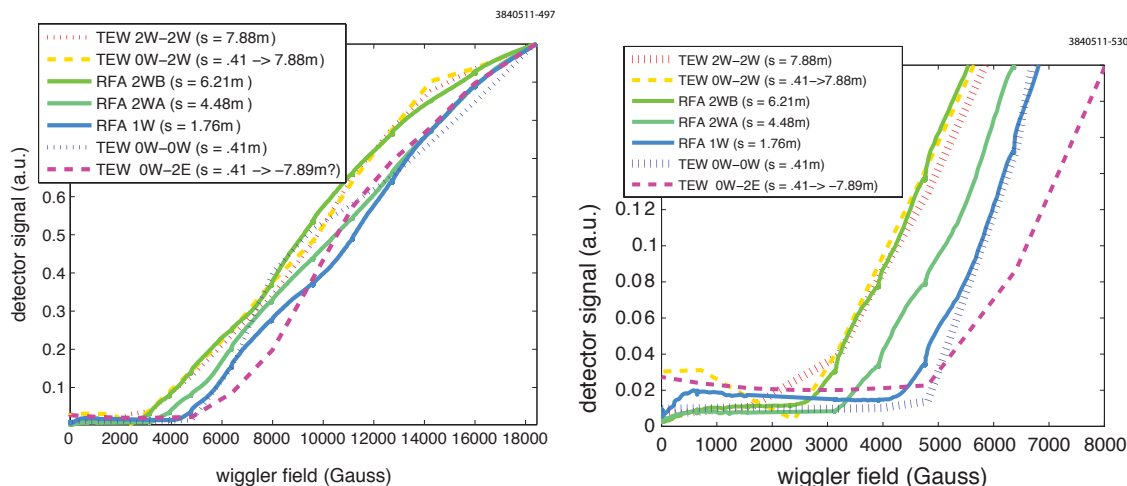 3840511-497
TEW 2W-2W (s = 7.88m)
TEW 0W-2W (s = .41 -> 7.88m)
RFA 2WB (s = 6.21m)
RFA 2WA (s = 4.48m)
RFA 1W (s = 1.76m)
TEW 0W-0W (s = .41m)
TEW 0W-2E (s = .41 -> -7.89m?)
detector signal (a.u.)
0.6
0.5
0.4
0.3
0.2
0.1
0 2000 4000 6000 8000 10000 12000 14000 16000 18000
wiggler field (Gauss)
3840511-530
TEW 2W-2W (s = 7.88m)
TEW 0W-2W (s = .41->7.88m)
RFA 2WB (s = 6.21m)
RFA 2WA (s = 4.48m)
RFA 1W (s = 1.76m)
TEW 0W-0W (s = .41m)
TEW 0W-2E (s = .41-> -7.89m)
detector signal (a.u.)
0.12
0.1
0.08
0.06
0.04
0.02
0
0 1000 2000 3000 4000 5000 6000 7000 8000
wiggler field (Gauss)